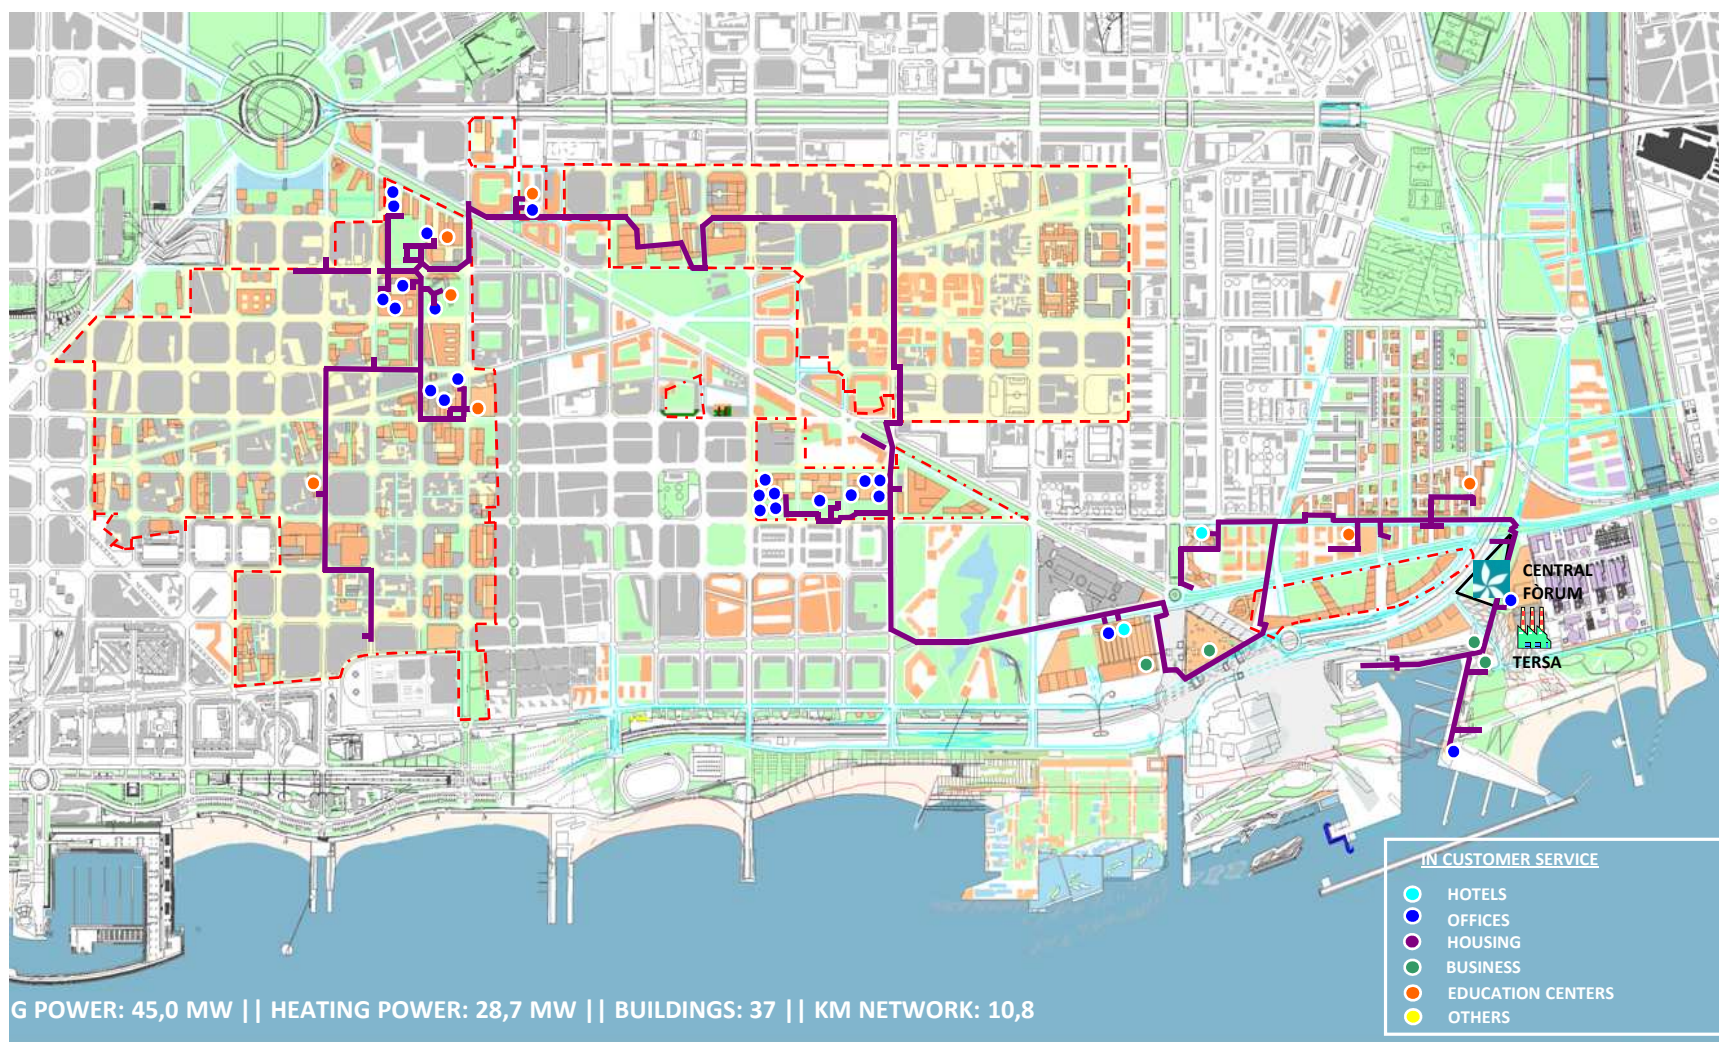 CENTRAL
FÒRUM
TERSA
IN CUSTOMER SERVICE
HOTELS
OFFICES
HOUSING
BUSINESS
EDUCATION CENTERS
OTHERS
G POWER: 45,0 MW || HEATING POWER: 28,7 MW || BUILDINGS: 37 || KM NETWORK: 10,8